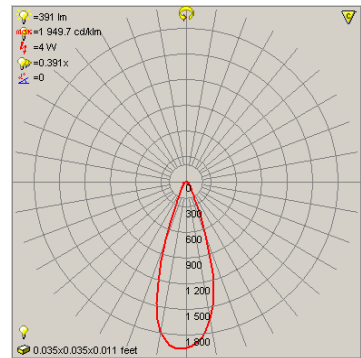 =391 lm
max=1 949.7 cd/klm
=4 W
=0.391x
=0
C
0
300
600
900
1 200
1 500
1 800
0.035x0.035x0.011 feet